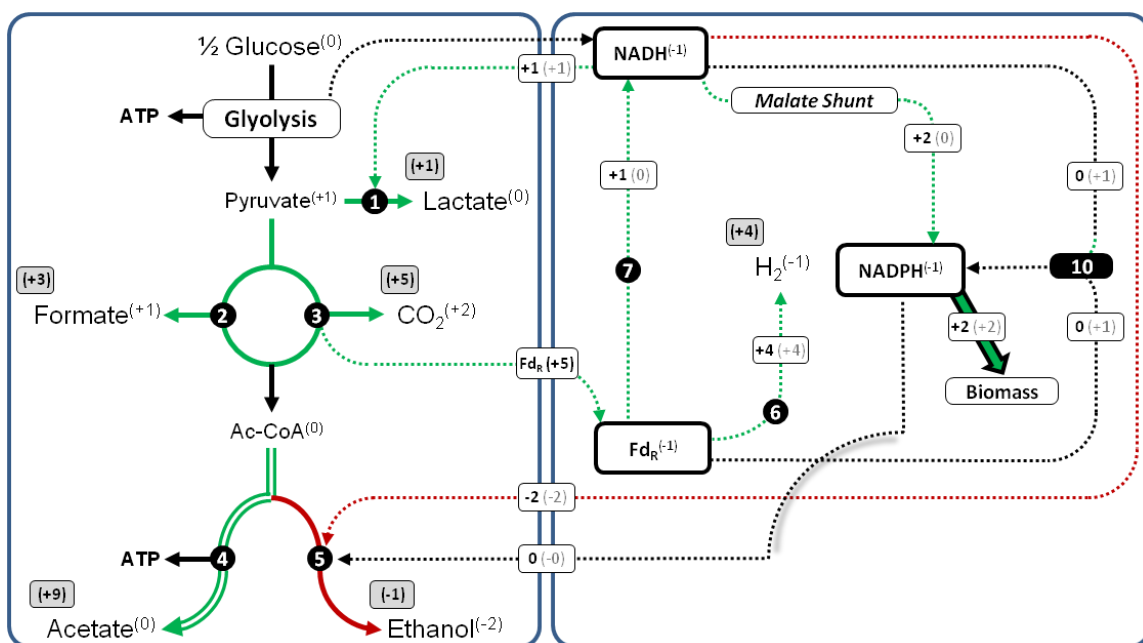 ½ Glucose(0)
ATP
Glyolysis
(+1)
Pyruvate(+1)
1
Lactate(0)
(+3)
(+5)
Formate(+1)
2
3
CO2(+2)
Ac-CoA(0)
ATP
4
5
(+9)
(-1)
Acetate(0)
Ethanol(-2)
+1 (+1)
FdR (+5)
-2 (-2)
0 (-0)
NADH(-1)
Malate Shunt
+2 (0)
+1 (0)
0 (+1)
(+4)
7
H2(-1)
NADPH(-1)
10
+4 (+4)
+2 (+2)
0 (+1)
Biomass
6
FdR(-1)